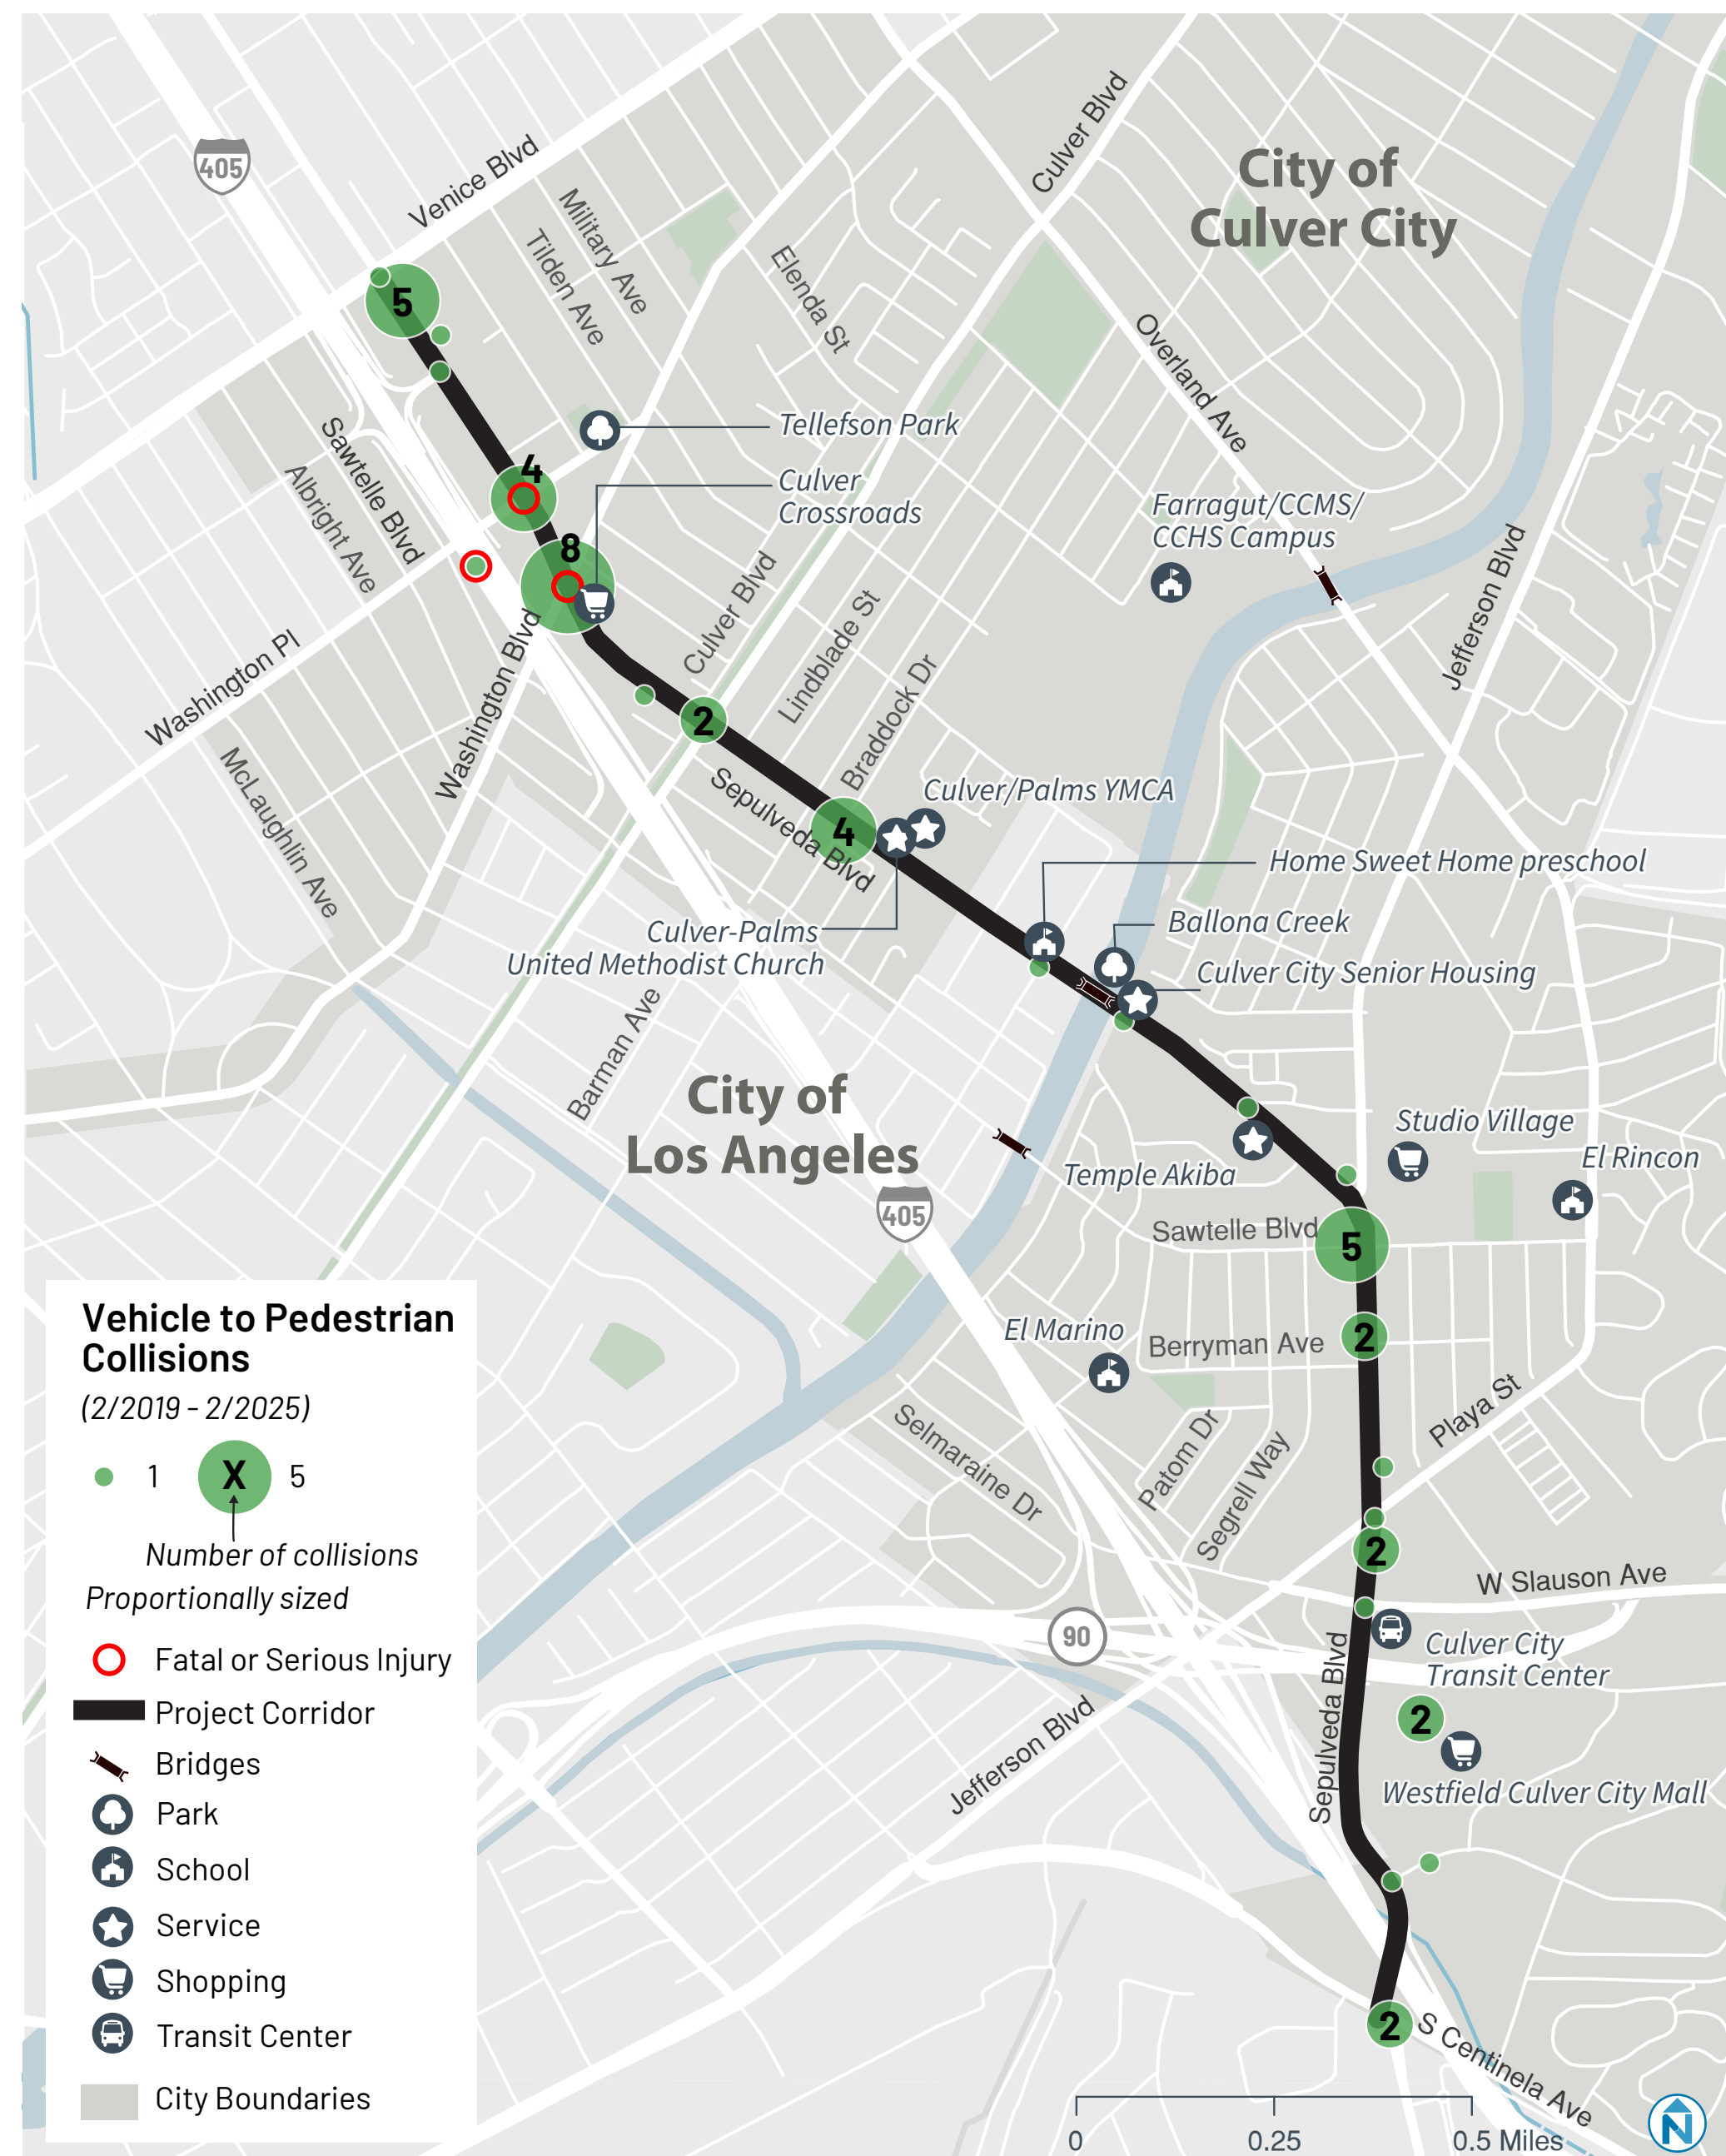 405
Venice Blvd
Military Ave
Tilden Ave
Elenda St
Culver Blvd
City of
Culver City
Overland Ave
5
Sawtelle Blvd
Albright Ave
4
Tellefson Park
Culver
Crossroads
Farragut/CCMS/
CCHS Campus
8
Jefferson Blvd
Washington Pl
Washington Blvd
Culver Blvd
Lindblade St
Braddock Dr
2
McLaughlin Ave
Sepulveda Blvd
Culver/Palms YMCA
4
Home Sweet Home preschool
Culver-Palms
United Methodist Church
Ballona Creek
Culver City Senior Housing
Barman Ave
City of
Los Angeles
405
Temple Akiba
Studio Village
El Rincon
Sawtelle Blvd
5
El Marino
Berryman Ave
2
Selmaraine Dr
Patom Dr
Segrell Way
Playa St
2
W Slauson Ave
90
Culver City
Transit Center
Sepulveda Blvd
2
Jefferson Blvd
Westfield Culver City Mall
2
S Centinela Ave
Vehicle to Pedestrian
Collisions
(2/2019 - 2/2025)
1
X
5
Number of collisions
Proportionally sized
Fatal or Serious Injury
Project Corridor
Bridges
Park
School
Service
Shopping
Transit Center
City Boundaries
0
0.25
0.5 Miles
N